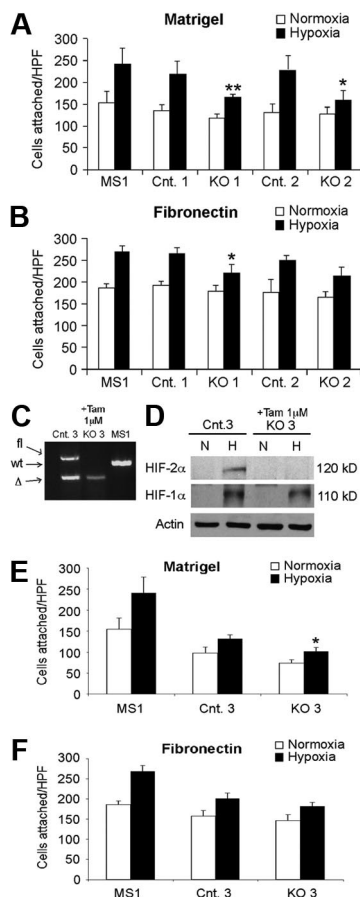 A
Matrigel
Normoxia
Hypoxia
Cells attached/HPF
300
250
200
150
100
50
0
**
*
MS1 Cnt. 1 KO 1 Cnt. 2 KO 2
B
Fibronectin
Normoxia
Hypoxia
Cells attached/HPF
300
250
200
150
100
50
0
*
MS1 Cnt. 1 KO 1 Cnt. 2 KO 2
C
+Tam
1μM
Cnt. 3 KO 3 MS1
fl
wt
Δ
D
+Tam 1μM
Cnt.3 KO 3
N H N H
HIF-2α 120 kD
HIF-1α 110 kD
Actin
E
Matrigel
Normoxia
Hypoxia
Cells attached/HPF
300
250
200
150
100
50
0
*
MS1 Cnt. 3 KO 3
F
Fibronectin
Normoxia
Hypoxia
Cells attached/HPF
300
250
200
150
100
50
0
MS1 Cnt. 3 KO 3